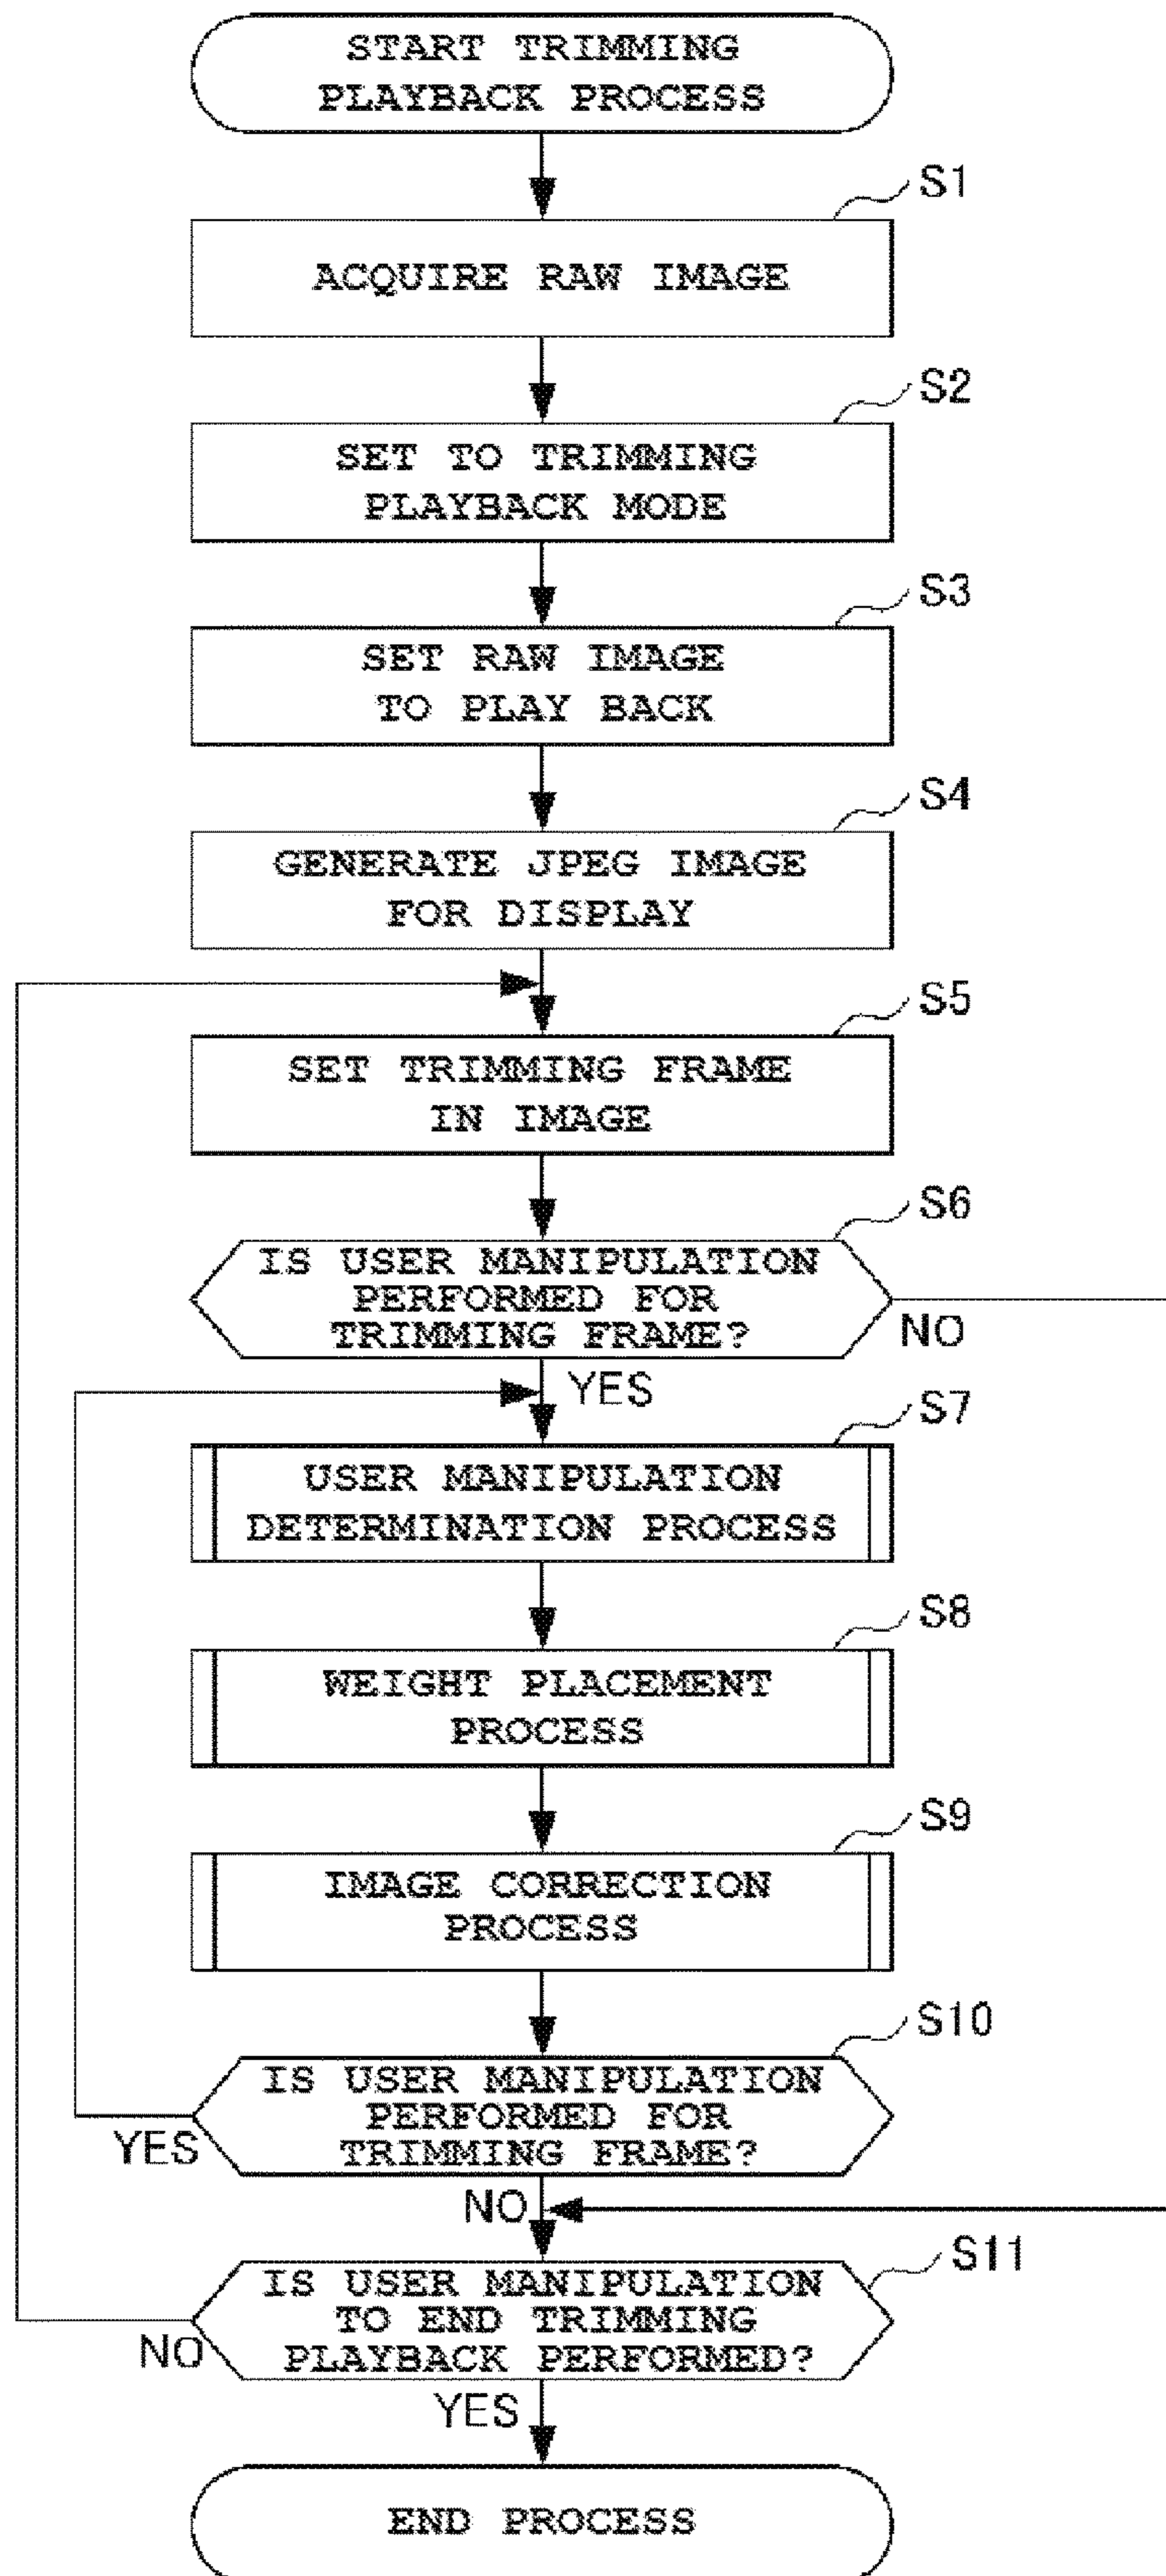 START TRIMMING
PLAYBACK PROCESS
S1
ACQUIRE RAW IMAGE
S2
SET TO TRIMMING
PLAYBACK MODE
S3
SET RAW IMAGE
TO PLAY BACK
S4
GENERATE JPEG IMAGE
FOR DISPLAY
S5
SET TRIMMING FRAME
IN IMAGE
S6
IS USER MANIPULATION
PERFORMED FOR
TRIMMING FRAME?
NO
YES
S7
USER MANIPULATION
DETERMINATION PROCESS
S8
WEIGHT PLACEMENT
PROCESS
S9
IMAGE CORRECTION
PROCESS
S10
IS USER MANIPULATION
PERFORMED FOR
TRIMMING FRAME?
YES
NO
S11
IS USER MANIPULATION
TO END TRIMMING
PLAYBACK PERFORMED?
NO
YES
END PROCESS